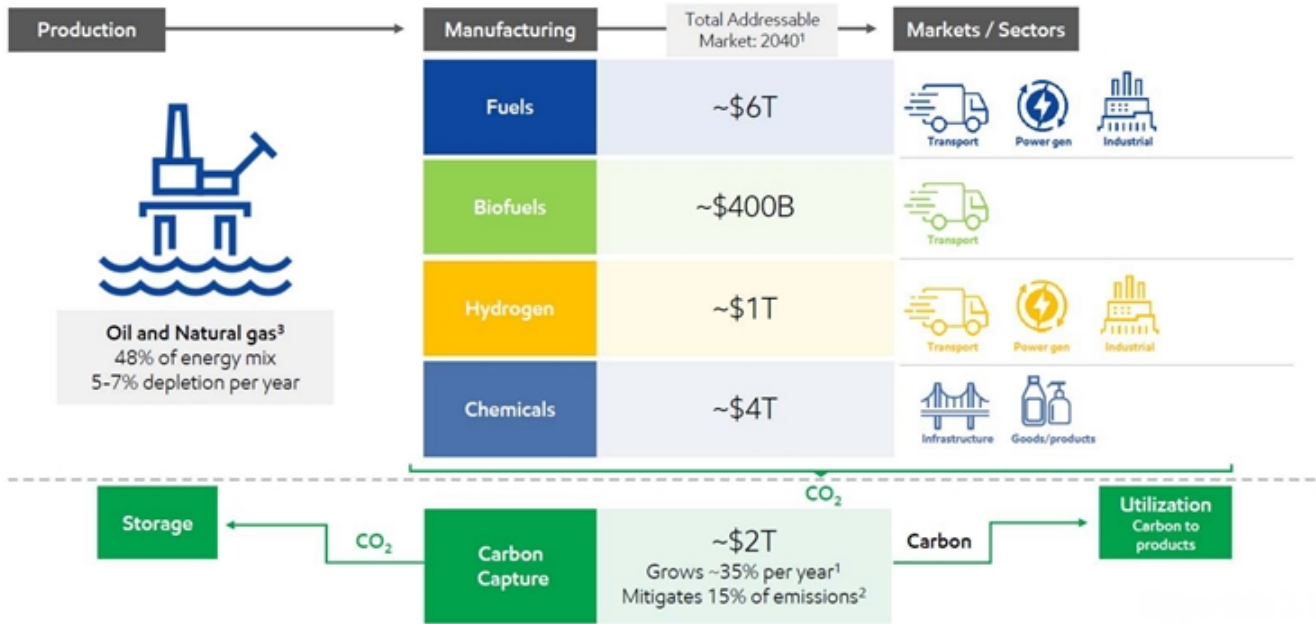 Production
Manufacturing
Total Addressable
Market: 2040¹
Markets / Sectors
Fuels
~$6T
Transport
Power gen
Industrial
Biofuels
~$400B
Transport
Hydrogen
~$1T
Transport
Power gen
Industrial
Chemicals
~$4T
Infrastructure
Goods/products
Oil and Natural gas³
48% of energy mix
5-7% depletion per year
CO₂
Storage
CO₂
Carbon
Capture
~$2T
Grows ~35% per year¹
Mitigates 15% of emissions²
Carbon
Utilization
Carbon to
products